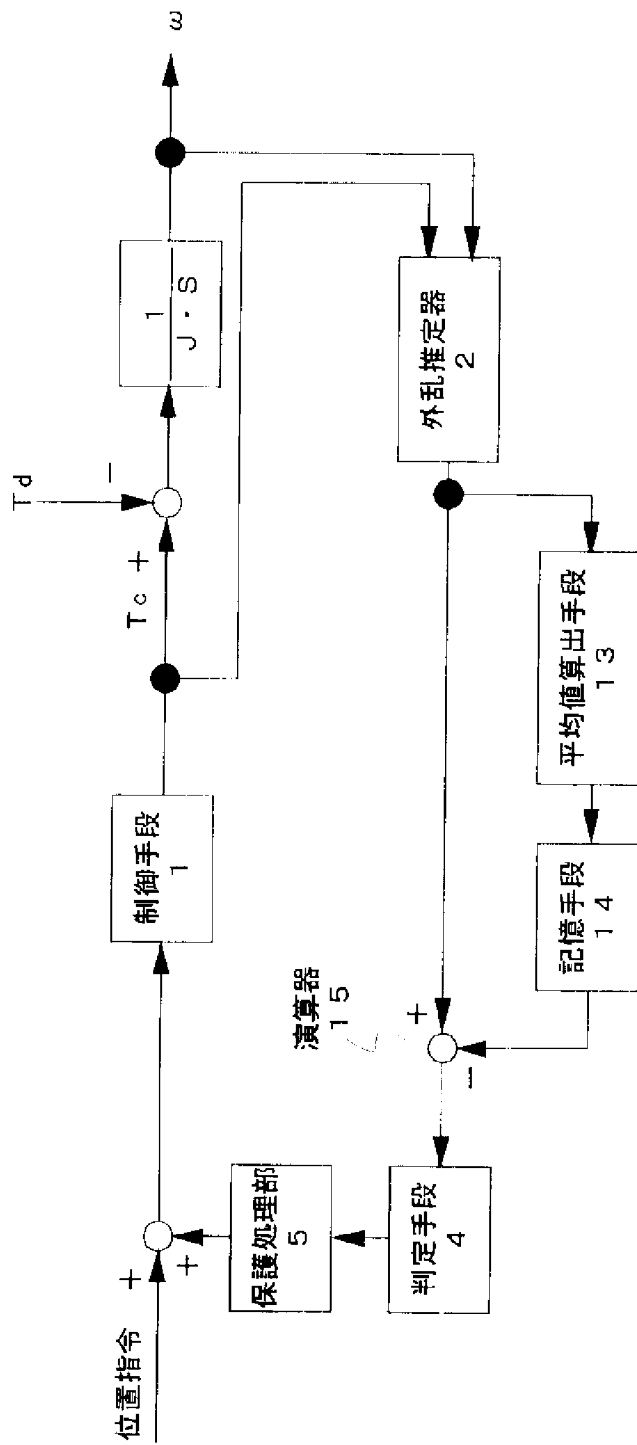 位置指令
+
+
制御手段
1
Tc
+
Td
−
1
J・S
ω
保護処理部
5
判定手段
4
演算器
15
+
−
外乱推定器
2
記憶手段
14
平均値算出手段
13